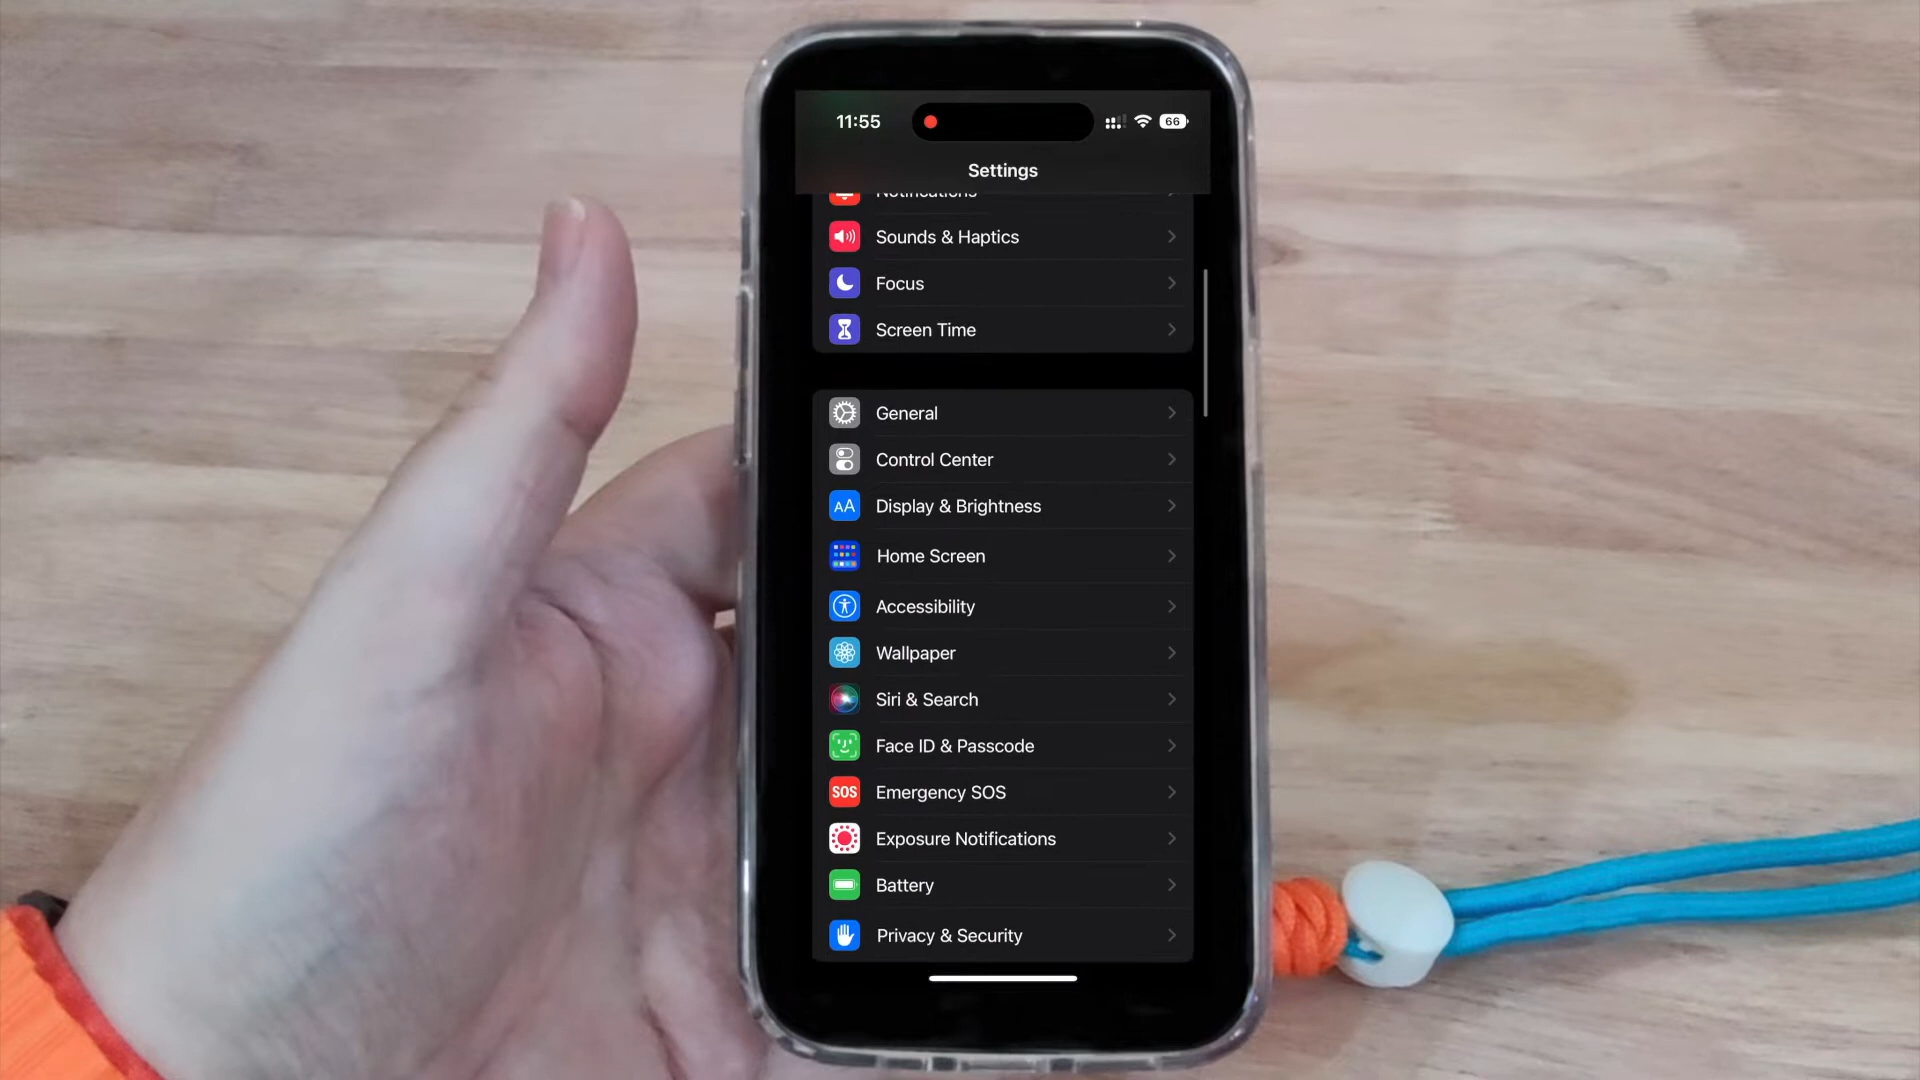 11:55
66
Settings
Notifications
Sounds & Haptics
Focus
Screen Time
General
Control Center
AA
Display & Brightness
Home Screen
Accessibility
Wallpaper
Siri & Search
Face ID & Passcode
SOS
Emergency SOS
Exposure Notifications
Battery
Privacy & Security